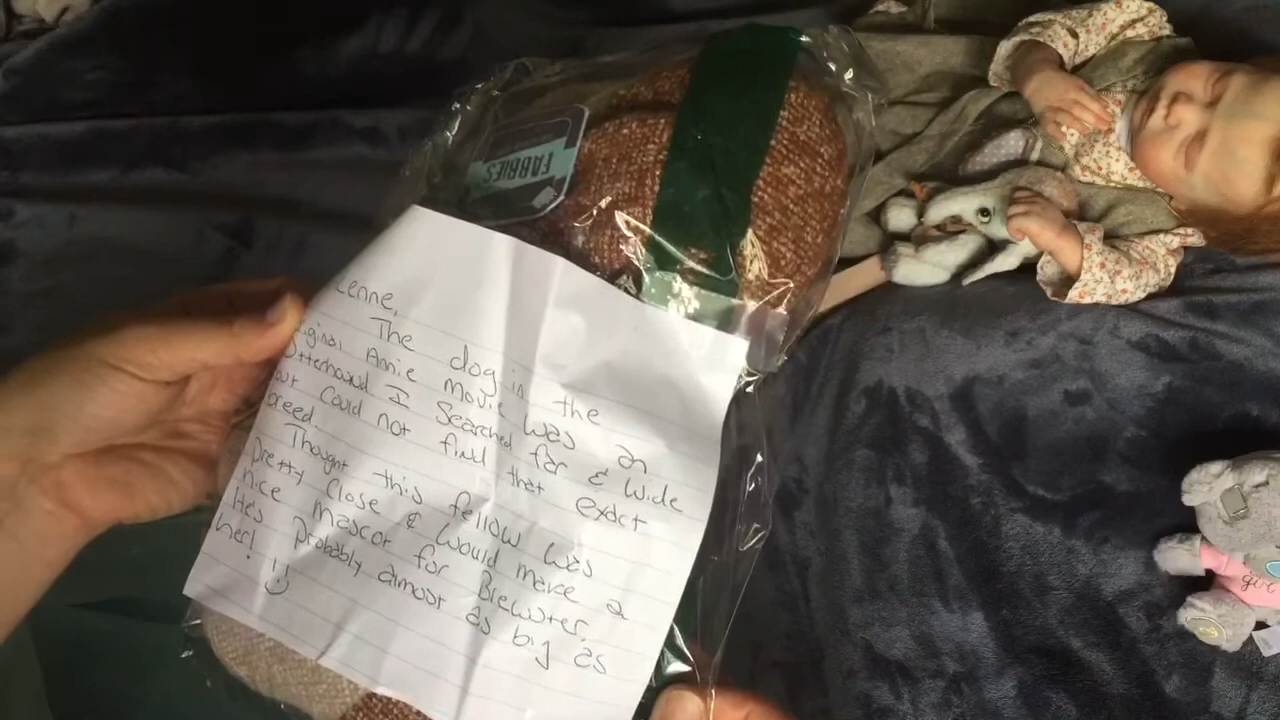 FABBIES
Lenne,
The dog in the
iginal Annie movie was an
Otterhound I Searched far & wide
but Could not find that exact
breed.
Thought this fellow was
pretty close & would make a
nice mascot for Brewster.
He's probably almost as big as
her!